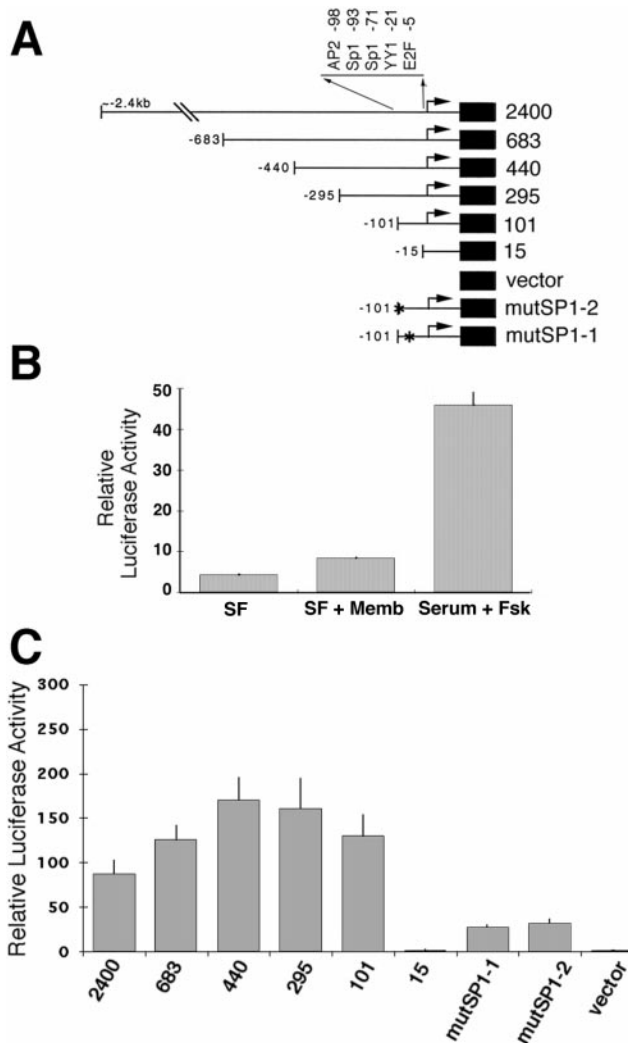 A
AP2 -98
Sp1 -93
Sp1 -71
YY1 -21
E2F -5
~-2.4kb
2400
-683
683
-440
440
-295
295
-101
101
-15
15
vector
-101
mutSP1-2
-101
mutSP1-1
B
Relative
Luciferase Activity
50
40
30
20
10
0
SF
SF + Memb
Serum + Fsk
C
Relative Luciferase Activity
300
250
200
150
100
50
0
2400
683
440
295
101
15
mutSP1-1
mutSP1-2
vector